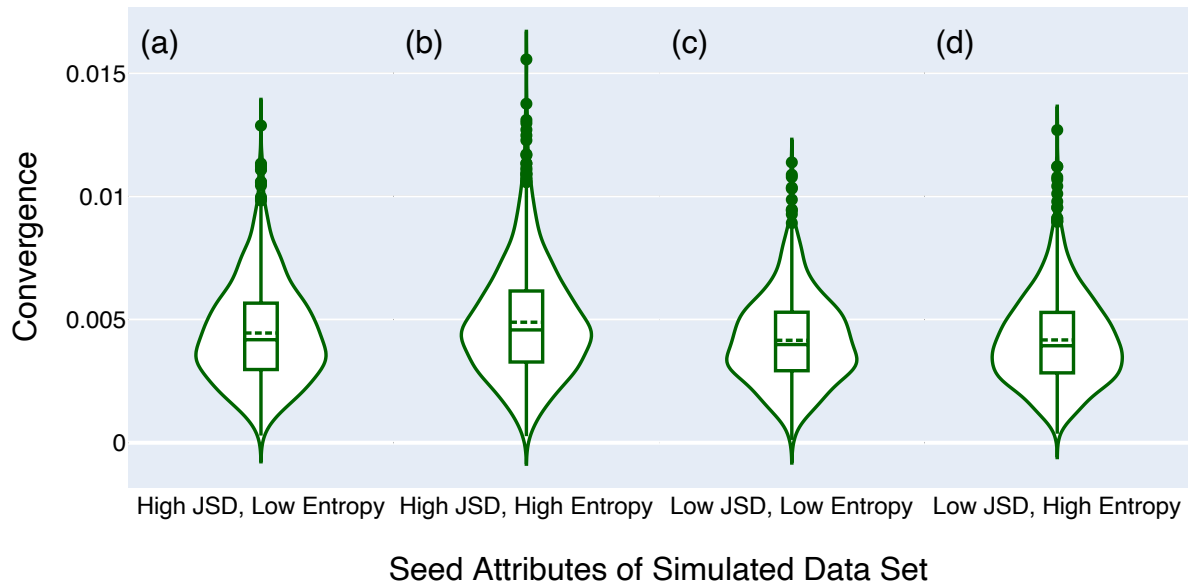 (a) (b) (c) (d)
0.015
0.01
0.005
0
Convergence
High JSD, Low Entropy High JSD, High Entropy Low JSD, Low Entropy Low JSD, High Entropy
Seed Attributes of Simulated Data Set